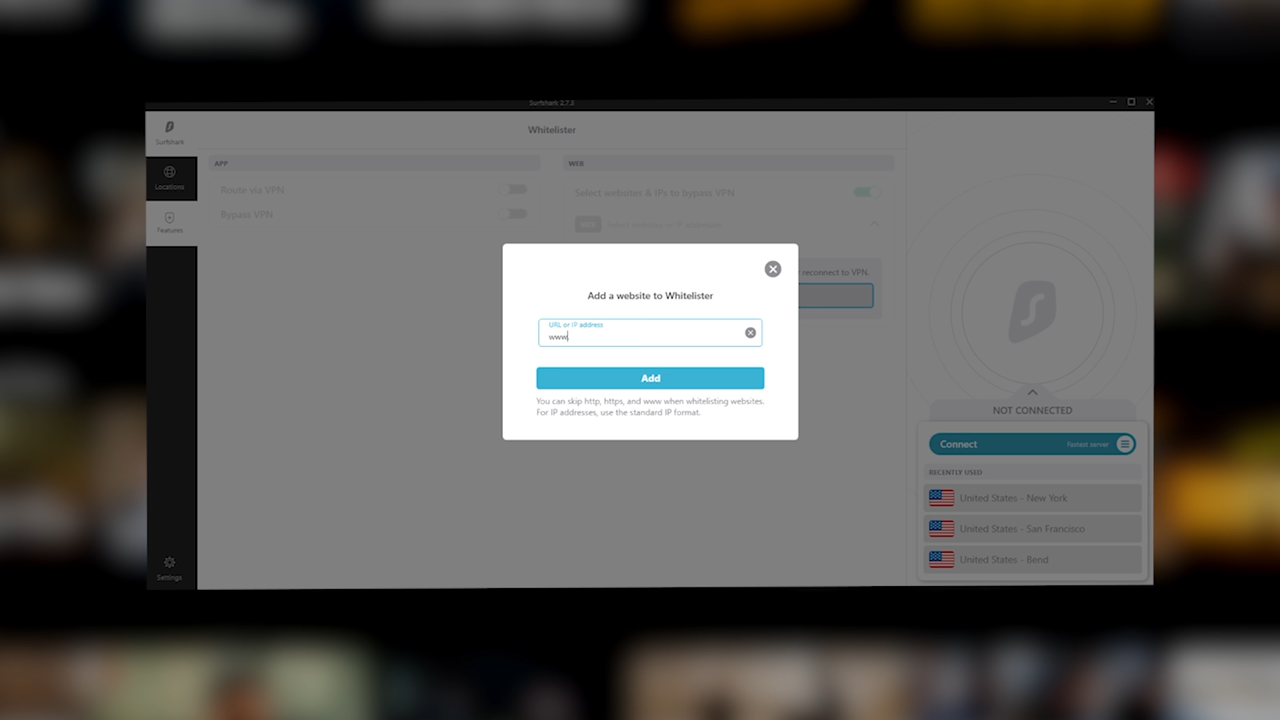 Surfshark 2.7.3
Surfshark
Locations
Features
Settings
Whitelister
APP
Route via VPN
Bypass VPN
WEB
Select websites & IPs to bypass VPN
reconnect to VPN.
Add a website to Whitelister
URL or IP address
www
Add
You can skip http, https, and www when whitelisting websites.
For IP addresses, use the standard IP format.
NOT CONNECTED
Connect
Fastest server
RECENTLY USED
United States - New York
United States - San Francisco
United States - Bend